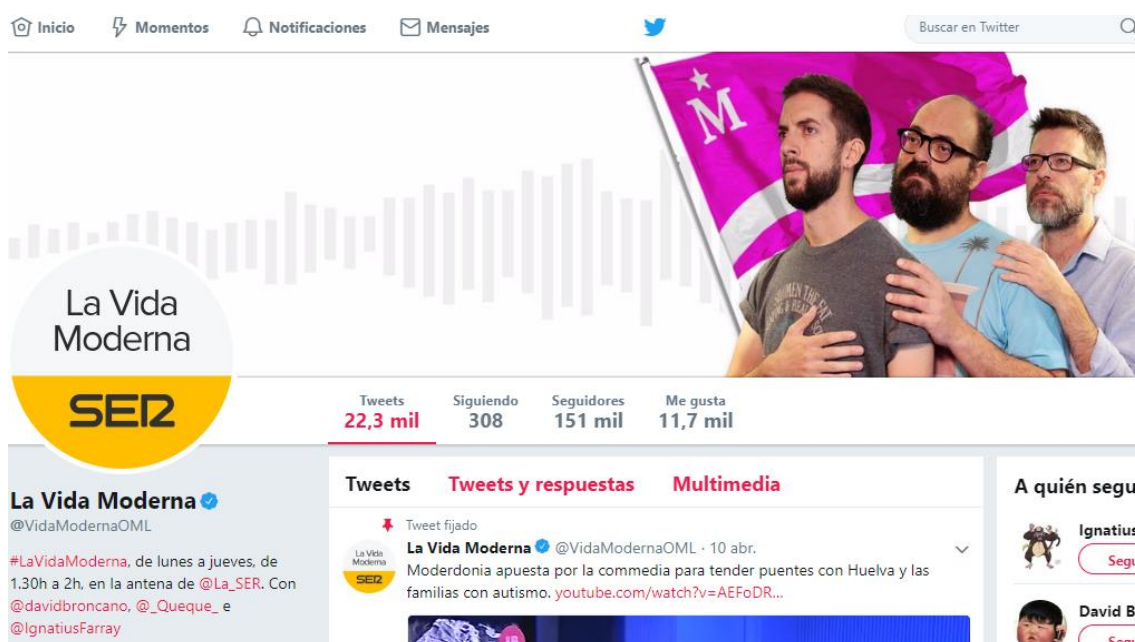 Inicio
Momentos
Notificaciones
Mensajes
Buscar en Twitter
M
La Vida
Moderna
SER
Tweets
22,3 mil
Siguiendo
308
Seguidores
151 mil
Me gusta
11,7 mil
La Vida Moderna
@VidaModernaOML
#LaVidaModerna, de lunes a jueves, de
1.30h a 2h, en la antena de @La_SER. Con
@davidbroncano, @_Queque_ e
@IgnatiusFarray
Tweets Tweets y respuestas Multimedia
Tweet fijado
La Vida
Moderna
SER
La Vida Moderna @VidaModernaOML · 10 abr.
Moderdonia apuesta por la commedia para tender puentes con Huelva y las
familias con autismo. youtube.com/watch?v=AEFoDR...
A quién segu
Ignatius
Segu
David B